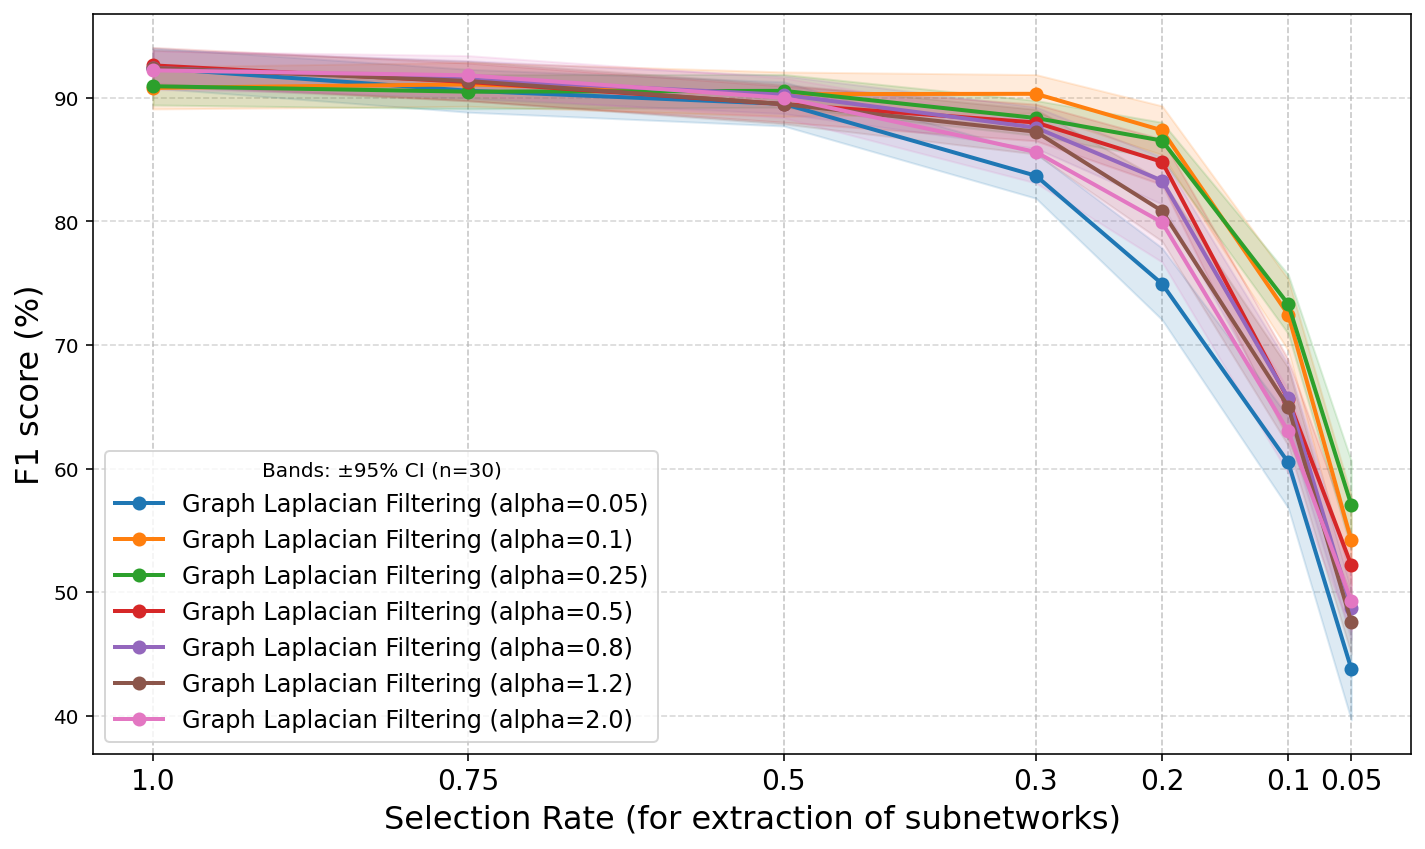 90
80
70
60
50
40
F1 score (%)
Bands: ±95% CI (n=30)
Graph Laplacian Filtering (alpha=0.05)
Graph Laplacian Filtering (alpha=0.1)
Graph Laplacian Filtering (alpha=0.25)
Graph Laplacian Filtering (alpha=0.5)
Graph Laplacian Filtering (alpha=0.8)
Graph Laplacian Filtering (alpha=1.2)
Graph Laplacian Filtering (alpha=2.0)
1.0 0.75 0.5 0.3 0.2 0.1 0.05
Selection Rate (for extraction of subnetworks)